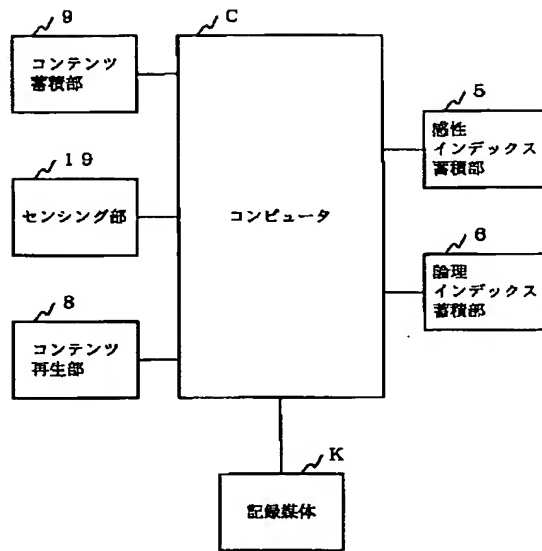 9
コンテンツ
蓄積部
C
コンピュータ
5
感性
インデックス
蓄積部
19
センシング部
6
論理
インデックス
蓄積部
8
コンテンツ
再生部
K
記録媒体